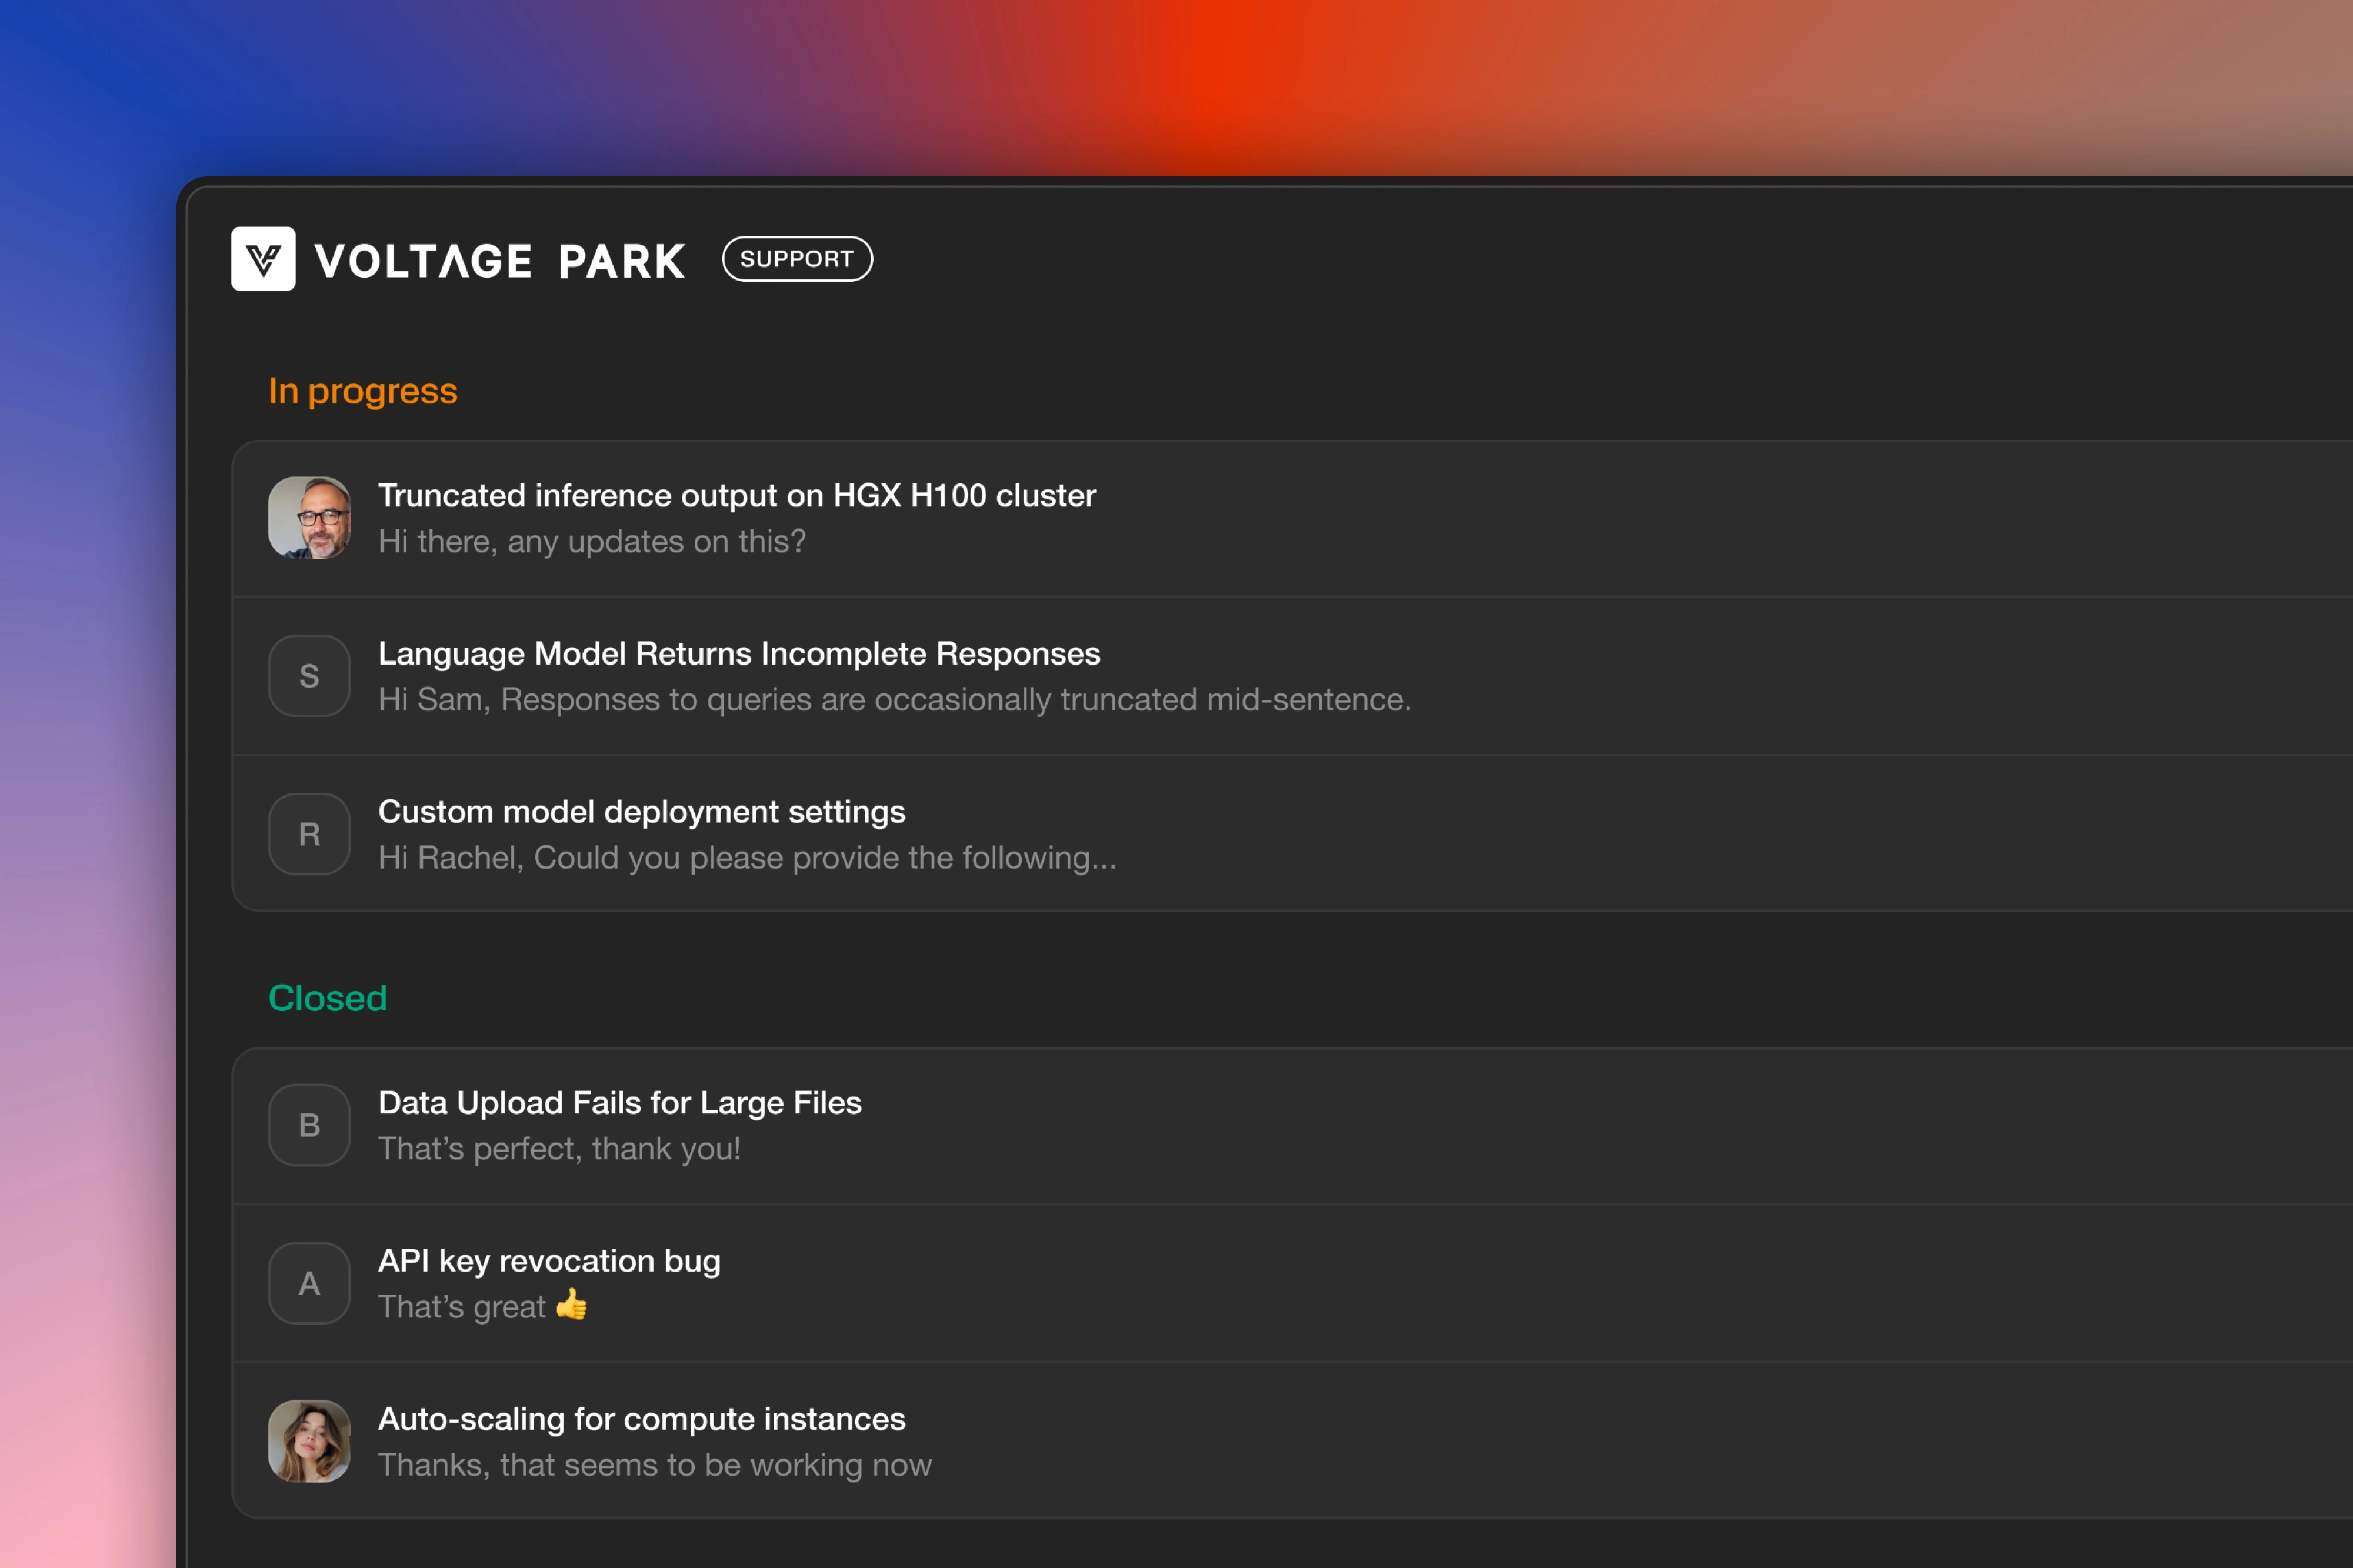 VOLTAGE PARK SUPPORT
In progress
Truncated inference output on HGX H100 cluster
Hi there, any updates on this?
S
Language Model Returns Incomplete Responses
Hi Sam, Responses to queries are occasionally truncated mid-sentence.
R
Custom model deployment settings
Hi Rachel, Could you please provide the following...
Closed
B
Data Upload Fails for Large Files
That’s perfect, thank you!
A
API key revocation bug
That’s great 👍
Auto-scaling for compute instances
Thanks, that seems to be working now